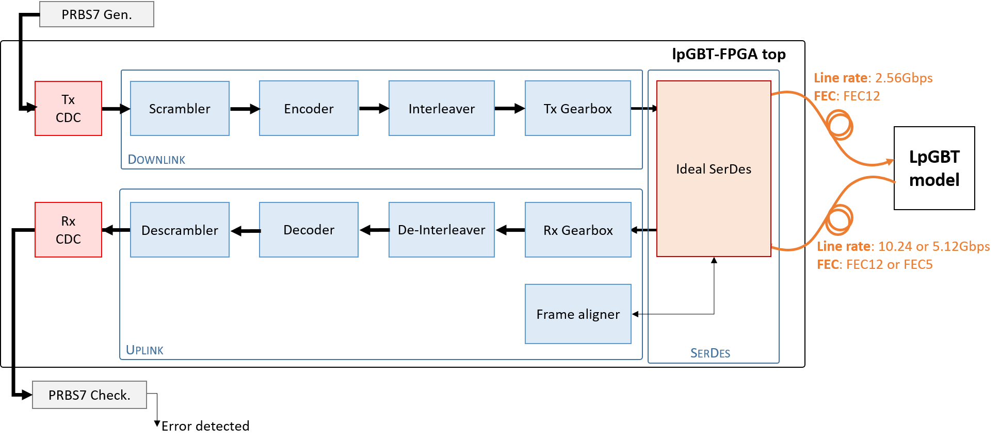 PRBS7 Gen.
lpGBT-FPGA top
Line rate: 2.56Gbps
FEC: FEC12
Tx
CDC
Scrambler
Encoder
Interleaver
Tx Gearbox
Ideal SerDes
DOWNLINK
LpGBT
model
Rx
CDC
Descrambler
Decoder
De-Interleaver
Rx Gearbox
Line rate: 10.24 or 5.12Gbps
FEC: FEC12 or FEC5
Frame aligner
UPLINK
SERDES
PRBS7 Check.
Error detected